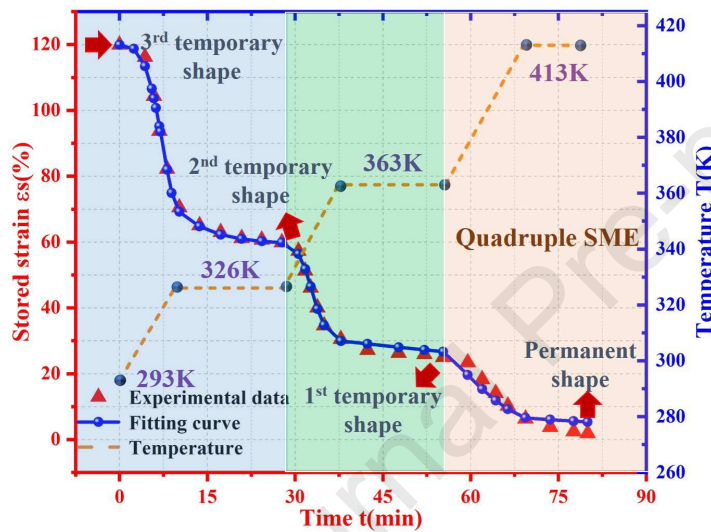 120
100
80
60
40
20
0
Stored strain εs(%)
3rd temporary
shape
2nd temporary
shape
363K
413K
326K
293K
Quadruple SME
1st temporary
shape
Permanent
shape
Experimental data
Fitting curve
Temperature
420
400
380
360
340
320
300
280
260
Temperature T(K)
0
15
30
45
60
75
90
Time t(min)